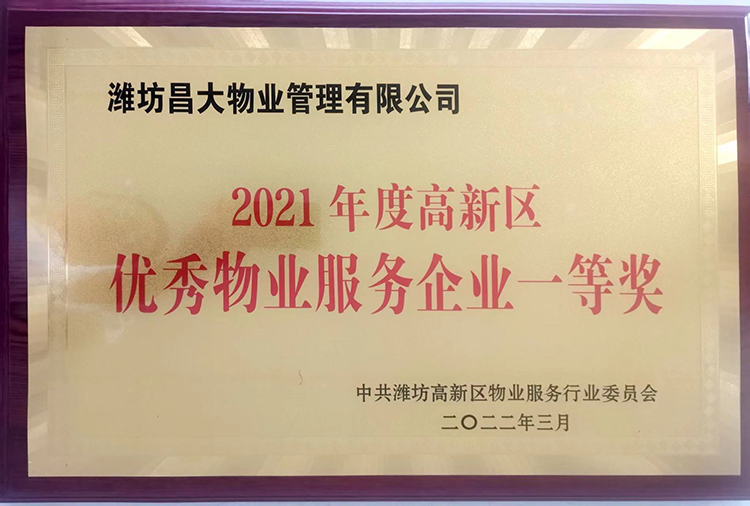 潍坊昌大物业管理有限公司
2021年度高新区
优秀物业服务企业一等奖
中共潍坊高新区物业服务行业委员会
二〇二二年三月